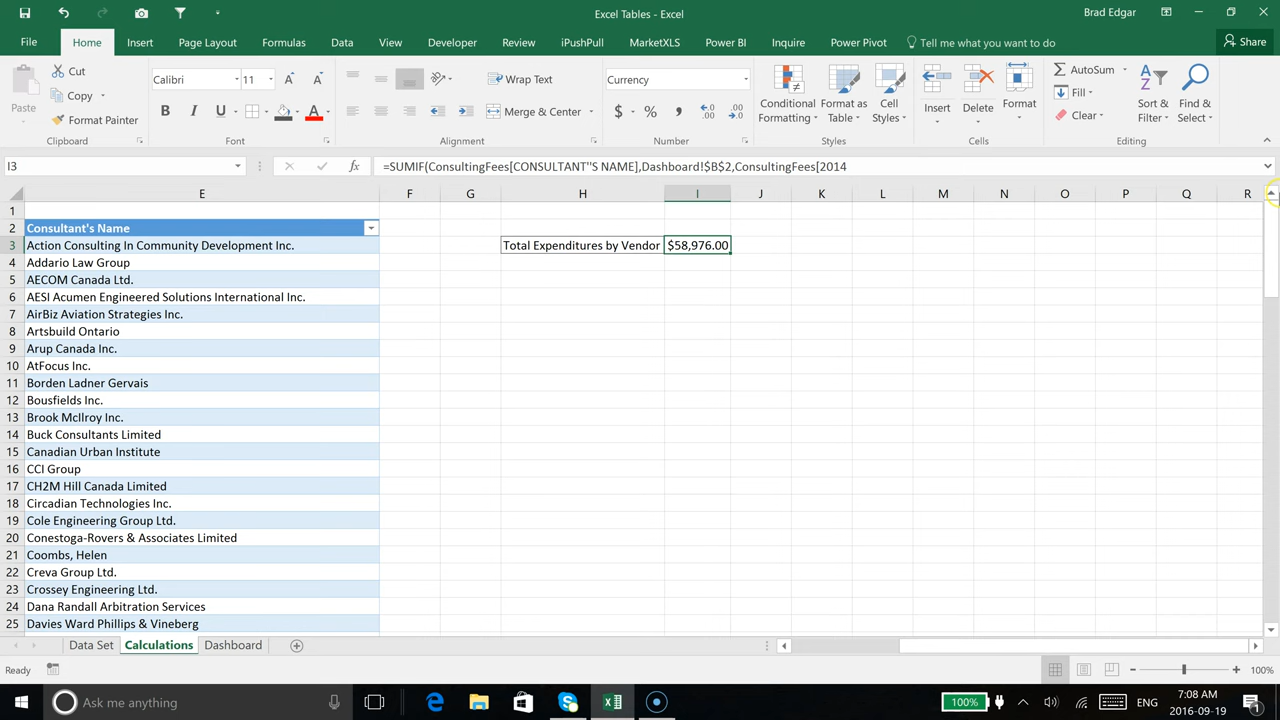 Excel Tables - Excel
Brad Edgar
File
Home
Insert
Page Layout
Formulas
Data
View
Developer
Review
iPushPull
MarketXLS
Power BI
Inquire
Power Pivot
Tell me what you want to do
Share
Paste
Cut
Copy
Format Painter
Clipboard
Calibri
11
B I U
A
Font
Wrap Text
Merge & Center
Alignment
Currency
$ %
Number
Conditional Formatting
Format as Table
Cell Styles
Styles
Insert
Delete
Format
Cells
AutoSum
Fill
Clear
Sort & Filter
Find & Select
Editing
I3
fx
=SUMIF(ConsultingFees[CONSULTANT''S NAME],Dashboard!$B$2,ConsultingFees[2014
E F G H I J K L M N O P Q R
1
2 Consultant's Name
3 Action Consulting In Community Development Inc. Total Expenditures by Vendor $58,976.00
4 Addario Law Group
5 AECOM Canada Ltd.
6 AESI Acumen Engineered Solutions International Inc.
7 AirBiz Aviation Strategies Inc.
8 Artsbuild Ontario
9 Arup Canada Inc.
10 AtFocus Inc.
11 Borden Ladner Gervais
12 Bousfields Inc.
13 Brook McIlroy Inc.
14 Buck Consultants Limited
15 Canadian Urban Institute
16 CCI Group
17 CH2M Hill Canada Limited
18 Circadian Technologies Inc.
19 Cole Engineering Group Ltd.
20 Conestoga-Rovers & Associates Limited
21 Coombs, Helen
22 Creva Group Ltd.
23 Crossey Engineering Ltd.
24 Dana Randall Arbitration Services
25 Davies Ward Phillips & Vineberg
Data Set
Calculations
Dashboard
Ready
100%
Ask me anything
100%
ENG
7:08 AM
2016-09-19